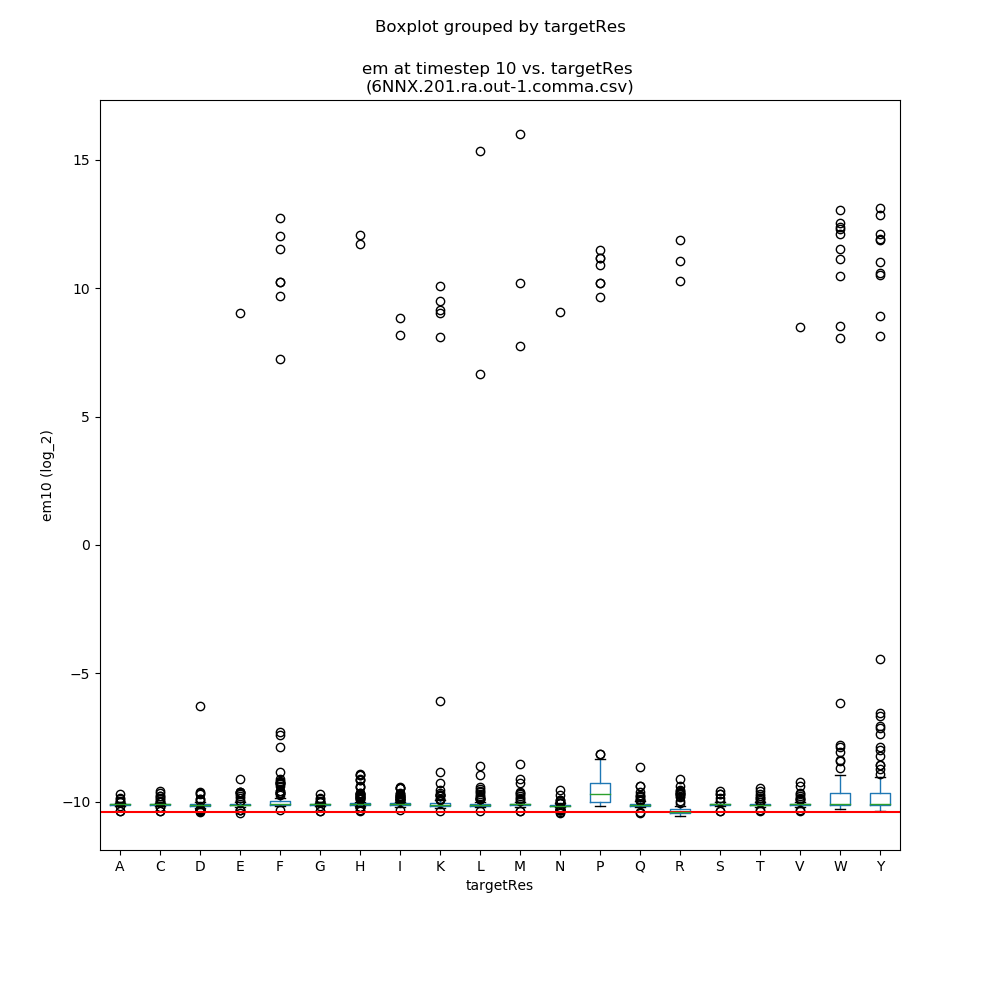 Boxplot grouped by targetRes
em at timestep 10 vs. targetRes
(6NNX.201.ra.out-1.comma.csv)
15
10
5
0
−5
−10
em10 (log_2)
A C D E F G H I K L M N P Q R S T V W Y
targetRes